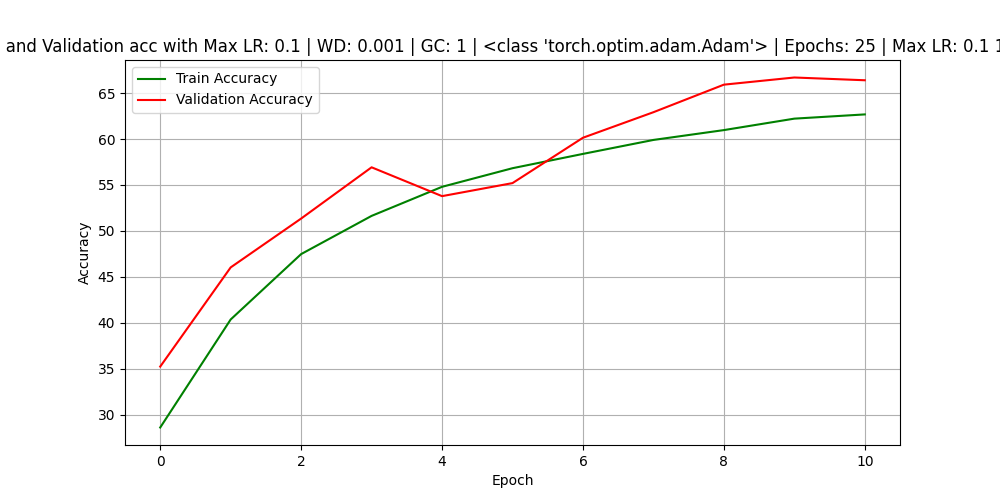 and Validation acc with Max LR: 0.1 | WD: 0.001 | GC: 1 | <class 'torch.optim.adam.Adam'> | Epochs: 25 | Max LR: 0.1 1
Train Accuracy
Validation Accuracy
Accuracy
65
60
55
50
45
40
35
30
0 2 4 6 8 10
Epoch